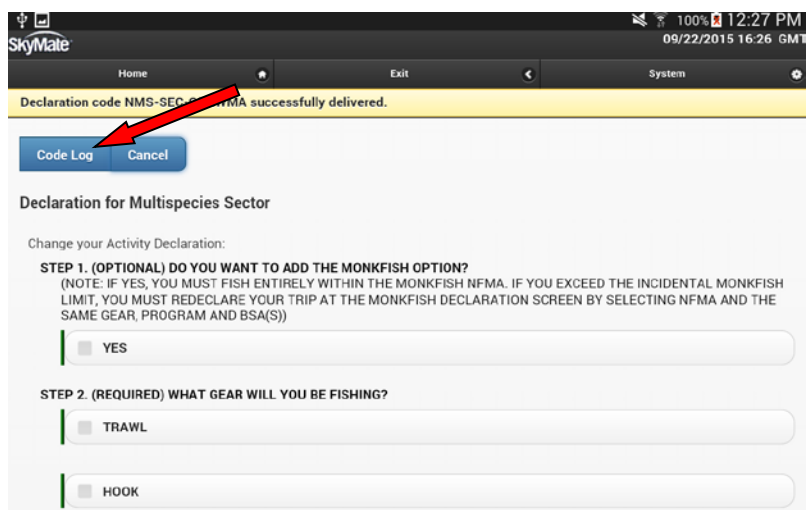 100% 12:27 PM
SkyMate
09/22/2015 16:26 GMT
Home Exit System
Declaration code NMS-SEC- MA successfully delivered.
Code Log Cancel
Declaration for Multispecies Sector
Change your Activity Declaration:
STEP 1. (OPTIONAL) DO YOU WANT TO ADD THE MONKFISH OPTION?
(NOTE: IF YES, YOU MUST FISH ENTIRELY WITHIN THE MONKFISH NFMA. IF YOU EXCEED THE INCIDENTAL MONKFISH
LIMIT, YOU MUST REDECLARE YOUR TRIP AT THE MONKFISH DECLARATION SCREEN BY SELECTING NFMA AND THE
SAME GEAR, PROGRAM AND BSA(S))
YES
STEP 2. (REQUIRED) WHAT GEAR WILL YOU BE FISHING?
TRAWL
HOOK